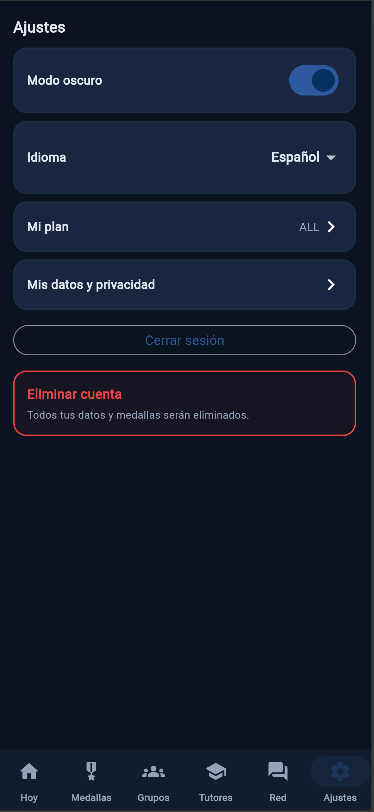 Ajustes
Modo oscuro
Idioma
Español
Mi plan
ALL
Mis datos y privacidad
Cerrar sesión
Eliminar cuenta
Todos tus datos y medallas serán eliminados.
Hoy
Medallas
Grupos
Tutores
Red
Ajustes